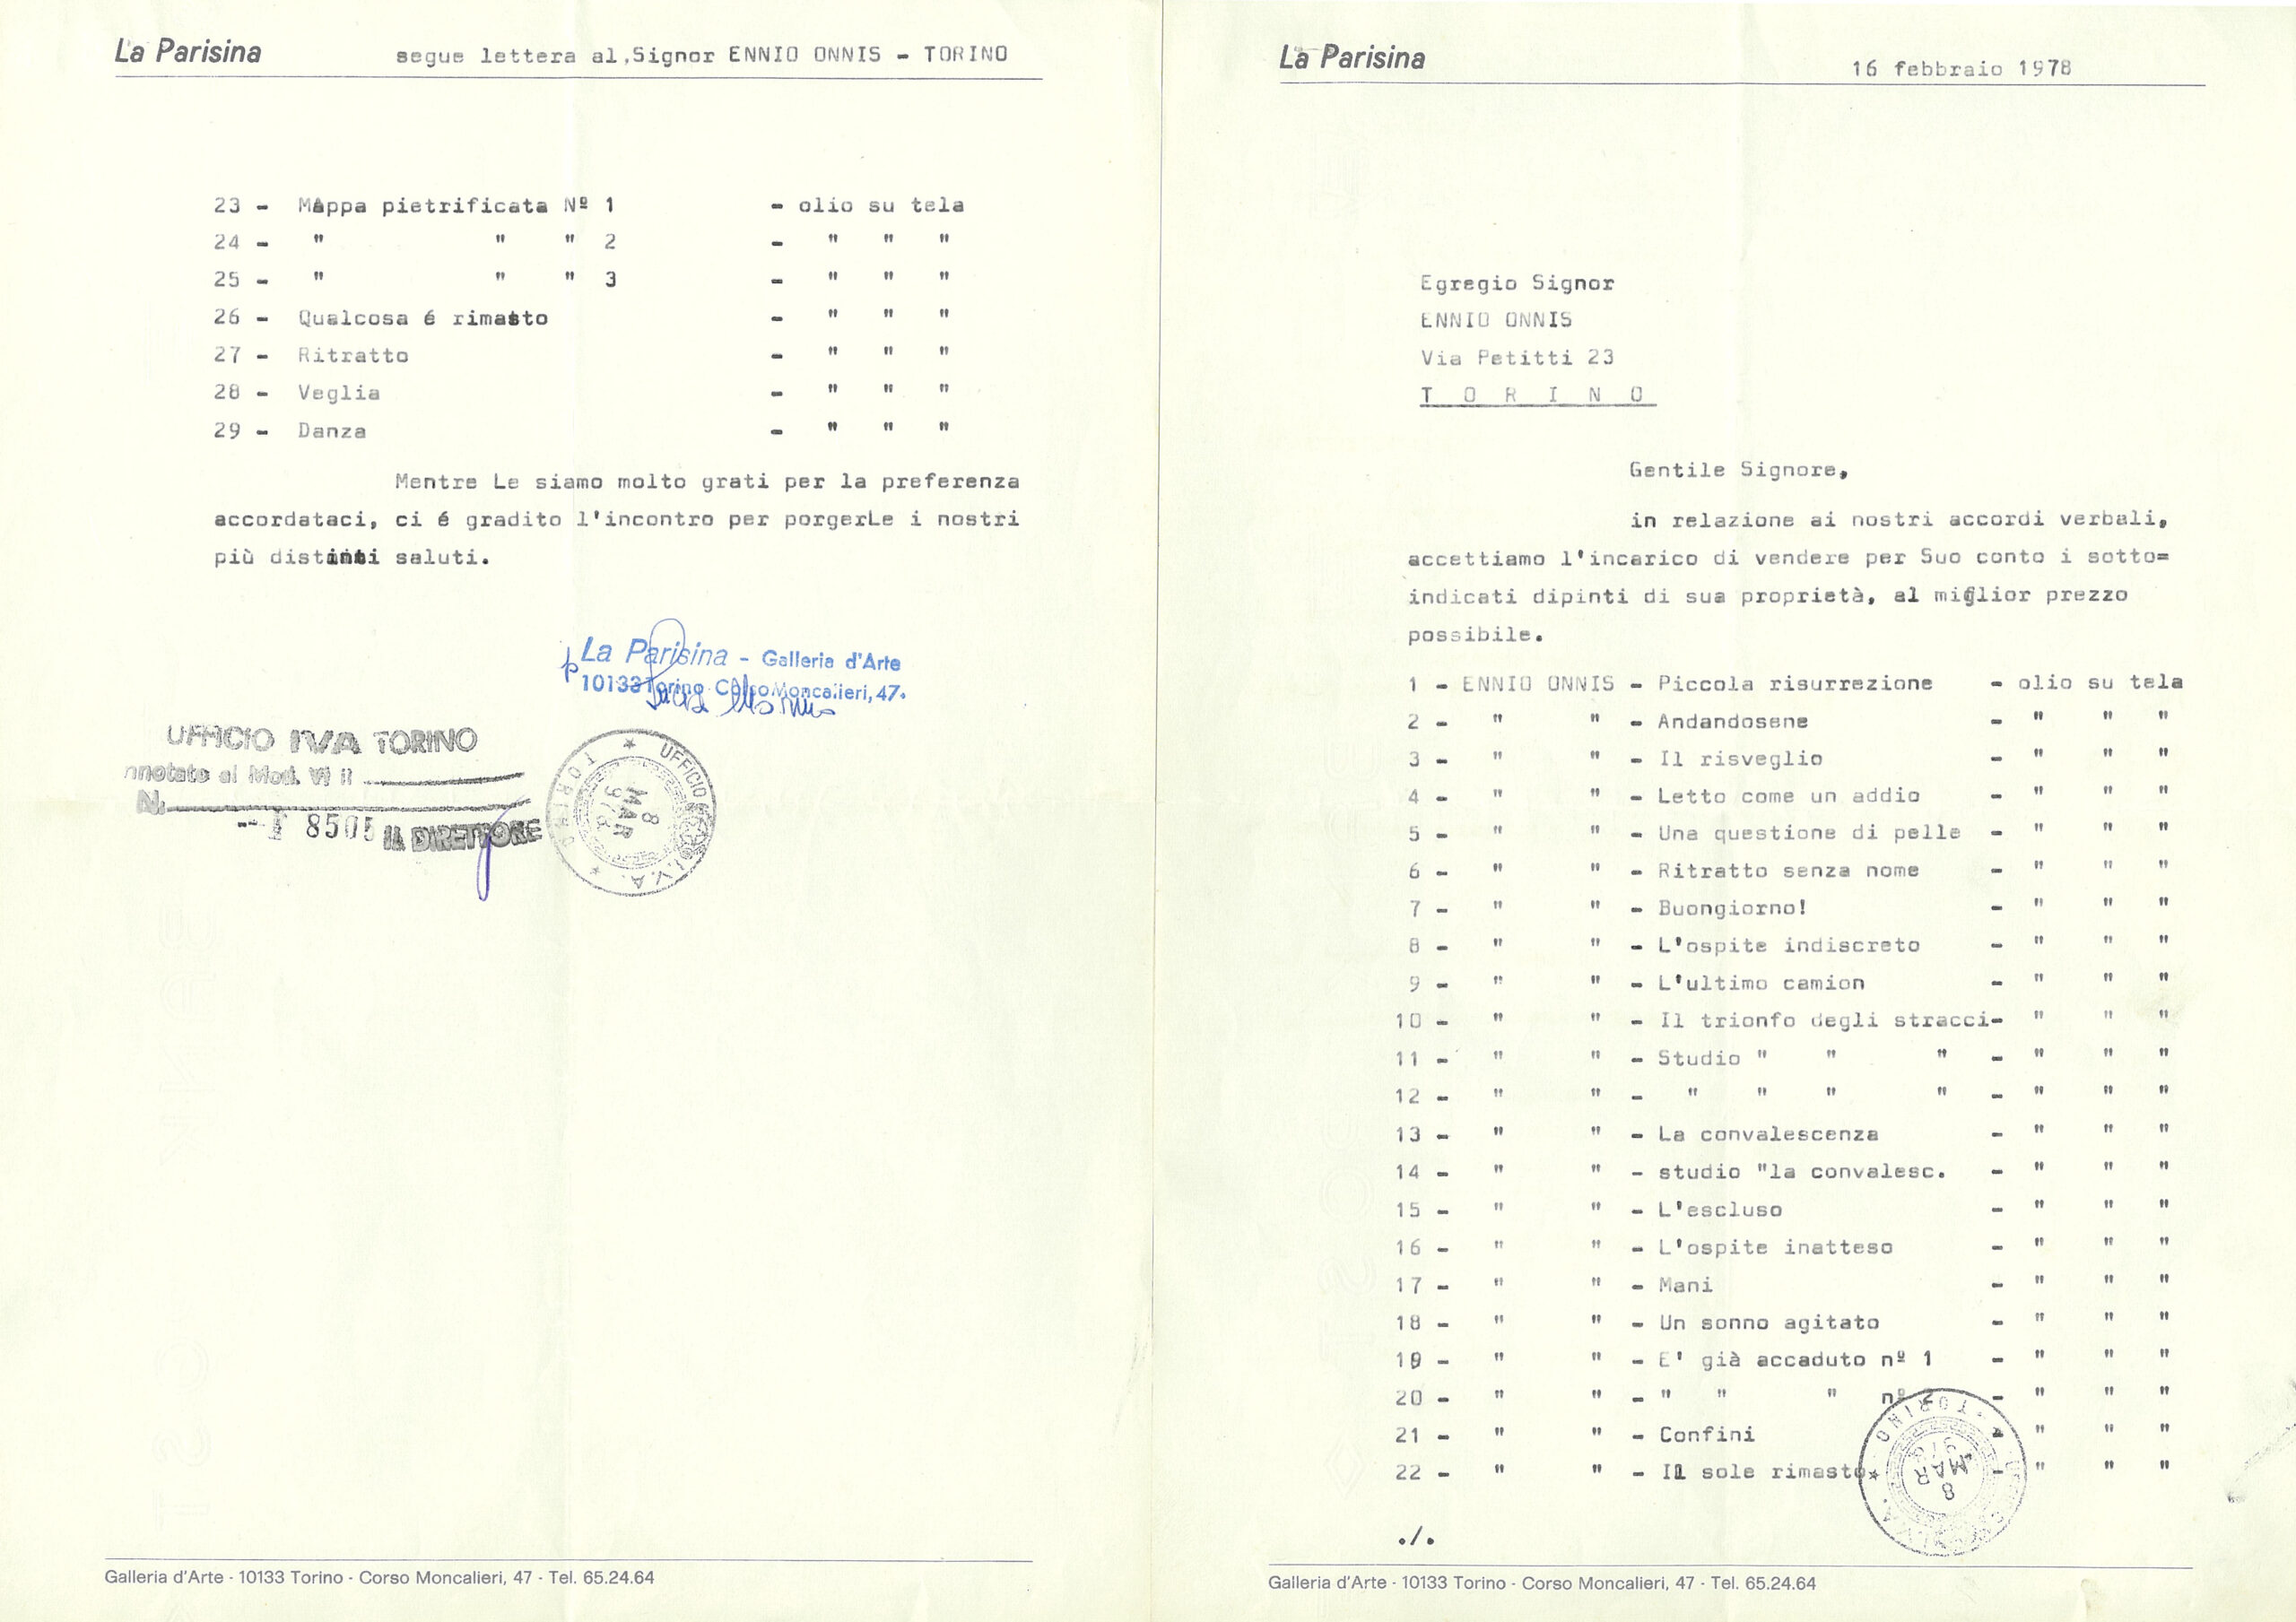 La Parisina segue lettera al, Signor ENNIO ONNIS - TORINO
23 - Mappa pietrificata Nº 1 - olio su tela
24 - " " " 2 - " " "
25 - " " " 3 - " " "
26 - Qualcosa é rimasto - " " "
27 - Ritratto - " " "
28 - Veglia - " " "
29 - Danza - " " "
Mentre Le siamo molto grati per la preferenza
accordataci, ci é gradito l'incontro per porgerLe i nostri
più distinti saluti.
p La Parisina - Galleria d'Arte
10133 Torino Corso Moncalieri, 47.
UFFICIO IVA TORINO
nnotato al Mod. VI R
N.
8505 IL DIRETTORE
UFFICIO I.V.A. TORINO
8 MAR
Galleria d'Arte - 10133 Torino - Corso Moncalieri, 47 - Tel. 65.24.64
La Parisina 16 febbraio 1978
Egregio Signor
ENNIO ONNIS
Via Petitti 23
T O R I N O
Gentile Signore,
in relazione ai nostri accordi verbali,
accettiamo l'incarico di vendere per Suo conto i sotto=
indicati dipinti di sua proprietà, al miglior prezzo
possibile.
1 - ENNIO ONNIS - Piccola risurrezione - olio su tela
2 - " " - Andandosene - " " "
3 - " " - Il risveglio - " " "
4 - " " - Letto come un addio - " " "
5 - " " - Una questione di pelle - " " "
6 - " " - Ritratto senza nome - " " "
7 - " " - Buongiorno! - " " "
8 - " " - L'ospite indiscreto - " " "
9 - " " - L'ultimo camion - " " "
10 - " " - Il trionfo degli stracci- " " "
11 - " " - Studio " " " - " " "
12 - " " - " " " " - " " "
13 - " " - La convalescenza - " " "
14 - " " - studio "la convalesc. - " " "
15 - " " - L'escluso - " " "
16 - " " - L'ospite inatteso - " " "
17 - " " - Mani - " " "
18 - " " - Un sonno agitato - " " "
19 - " " - E' già accaduto nº 1 - " " "
20 - " " - " " " nº 2 - " " "
21 - " " - Confini - " " "
22 - " " - Il sole rimasto - " " "
TORINO
8 MAR
./.
Galleria d'Arte - 10133 Torino - Corso Moncalieri, 47 - Tel. 65.24.64